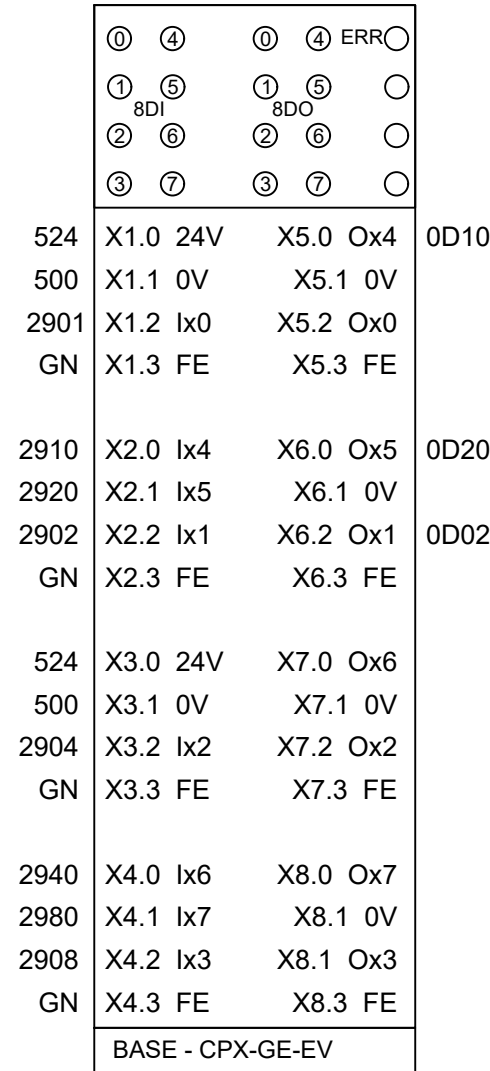 ⓪ ④ ⓪ ④ ERR
① ⑤ ① ⑤
8DI 8DO
② ⑥ ② ⑥
③ ⑦ ③ ⑦
524 X1.0 24V X5.0 Ox4 0D10
500 X1.1 0V X5.1 0V
2901 X1.2 Ix0 X5.2 Ox0
GN X1.3 FE X5.3 FE
2910 X2.0 Ix4 X6.0 Ox5 0D20
2920 X2.1 Ix5 X6.1 0V
2902 X2.2 Ix1 X6.2 Ox1 0D02
GN X2.3 FE X6.3 FE
524 X3.0 24V X7.0 Ox6
500 X3.1 0V X7.1 0V
2904 X3.2 Ix2 X7.2 Ox2
GN X3.3 FE X7.3 FE
2940 X4.0 Ix6 X8.0 Ox7
2980 X4.1 Ix7 X8.1 0V
2908 X4.2 Ix3 X8.1 Ox3
GN X4.3 FE X8.3 FE
BASE - CPX-GE-EV